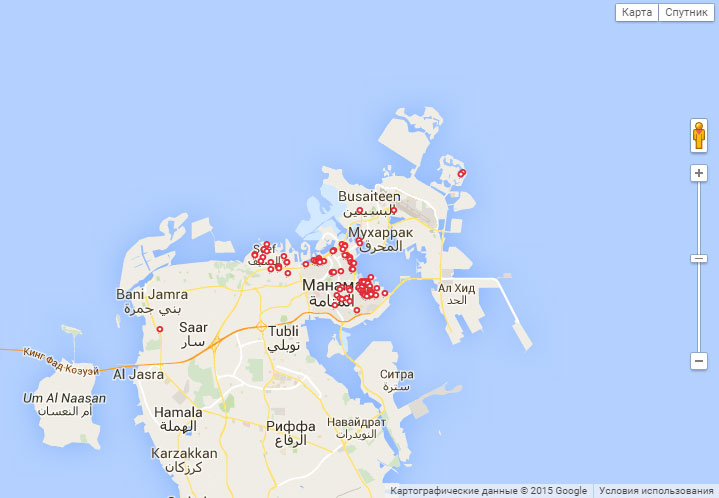 Карта Спутник
Busaiteen
البسيتين
Мухаррак
المحرق
Seef
السيف
Манама
المنامة
Ал Хид
الحد
Bani Jamra
بني جمرة
Saar
سار
Tubli
توبلي
Кинг Фад Коузуэй
Al Jasra
Ситра
سترة
Um Al Naasan
أم النعسان
Hamala
الهملة
Риффа
الرفاع
Навайдрат
النويدرات
Karzakkan
كرزكان
Картографические данные © 2015 Google Условия использования